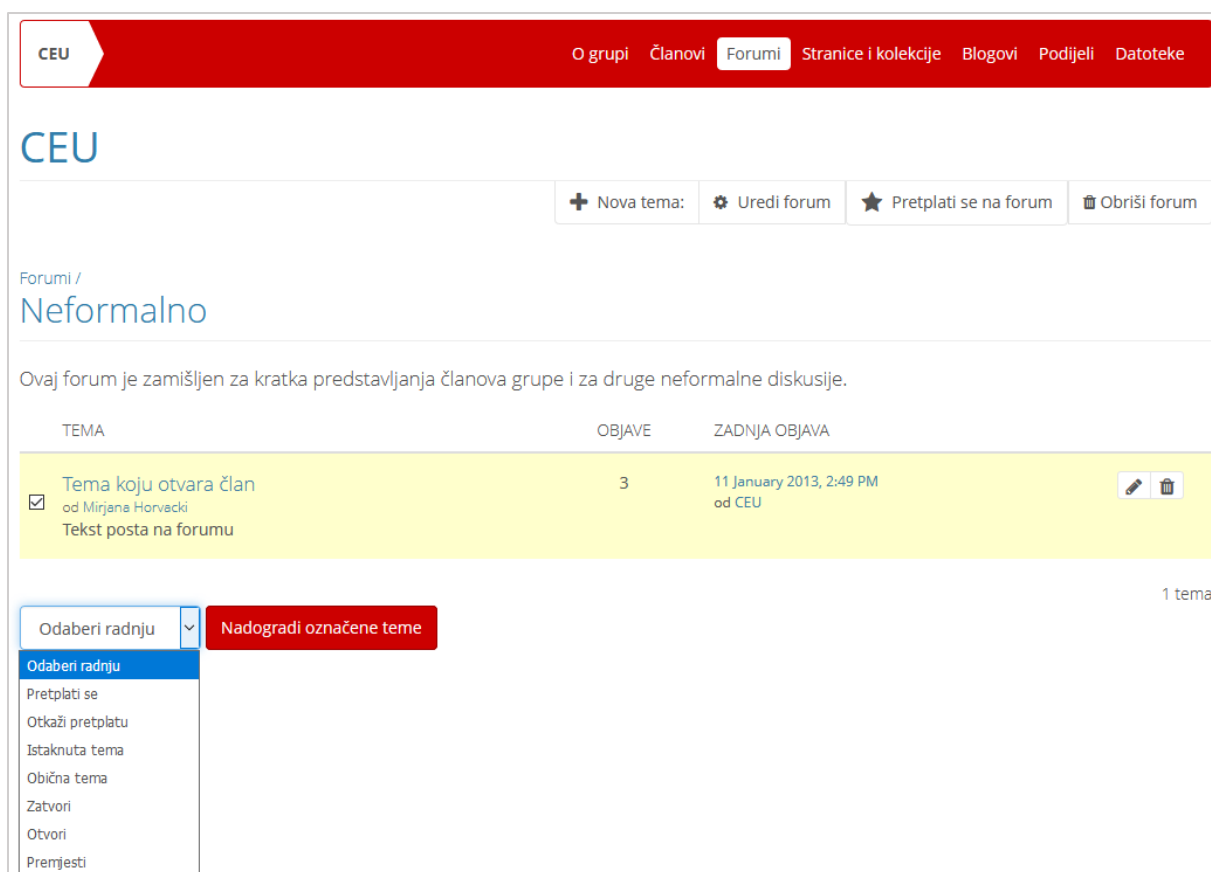 CEU O grupi Članovi Forumi Stranice i kolekcije Blogovi Podijeli Datoteke
CEU
Nova tema: Uredi forum Pretplati se na forum Obriši forum
Forumi /
Neformalno
Ovaj forum je zamišljen za kratka predstavljanja članova grupe i za druge neformalne diskusije.
TEMA OBJAVE ZADNJA OBJAVA
Tema koju otvara član 3 11 January 2013, 2:49 PM
od Mirjana Horvacki od CEU
Tekst posta na forumu
1 tema
Odaberi radnju Nadogradi označene teme
Odaberi radnju
Pretplati se
Otkaži pretplatu
Istaknuta tema
Obična tema
Zatvori
Otvori
Premjesti